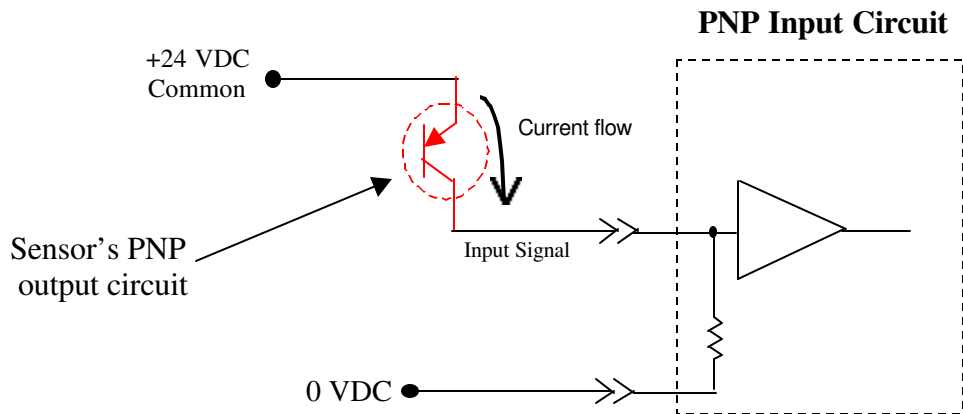 PNP Input Circuit
+24 VDC
Common
Current flow
Sensor's PNP
output circuit
Input Signal
0 VDC